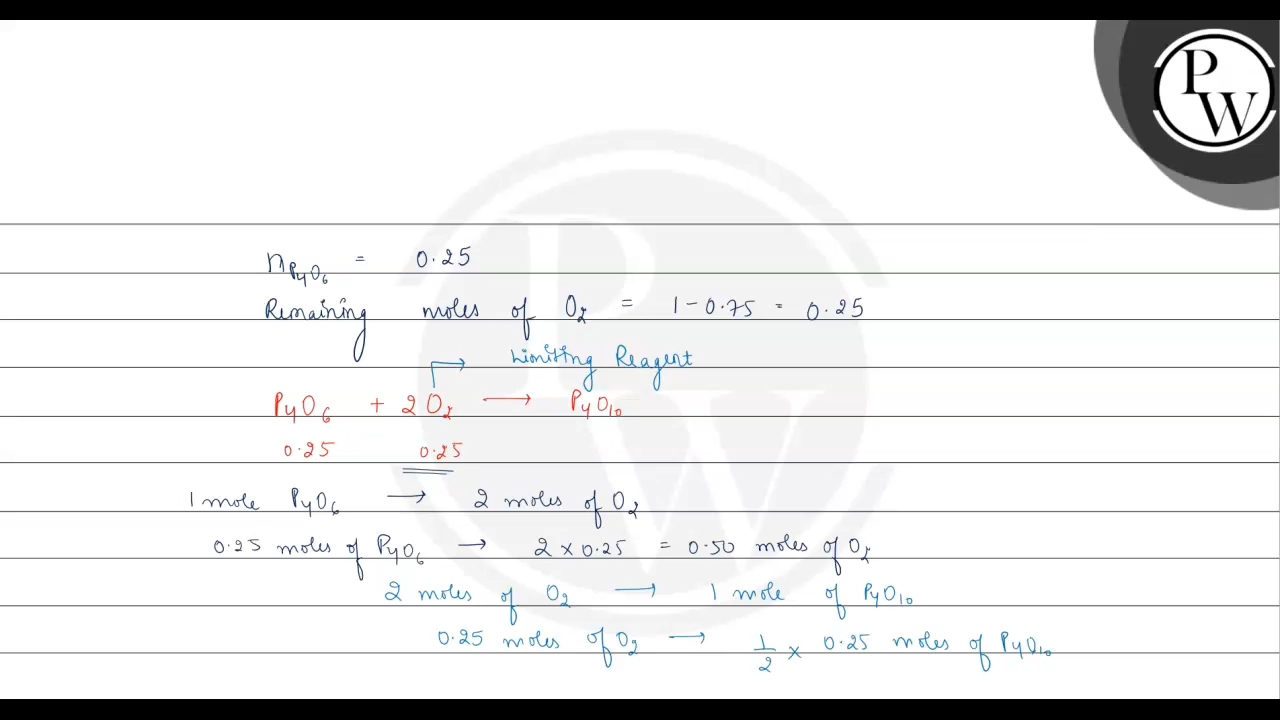 P
W
n P4O6 = 0.25
Remaining moles of O2 = 1 - 0.75 = 0.25
Limiting Reagent
P4O6 + 2O2 → P4O10
0.25 0.25
1 mole P4O6 → 2 moles of O2
0.25 moles of P4O6 → 2 × 0.25 = 0.50 moles of O2
2 moles of O2 → 1 mole of P4O10
0.25 moles of O2 → 1/2 × 0.25 moles of P4O10